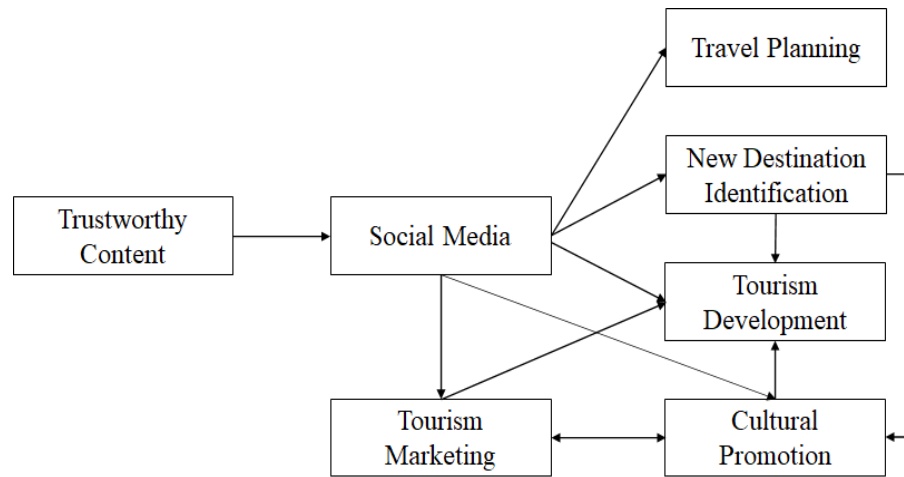 Travel Planning
New Destination
Identification
Trustworthy
Content
Social Media
Tourism
Development
Tourism
Marketing
Cultural
Promotion